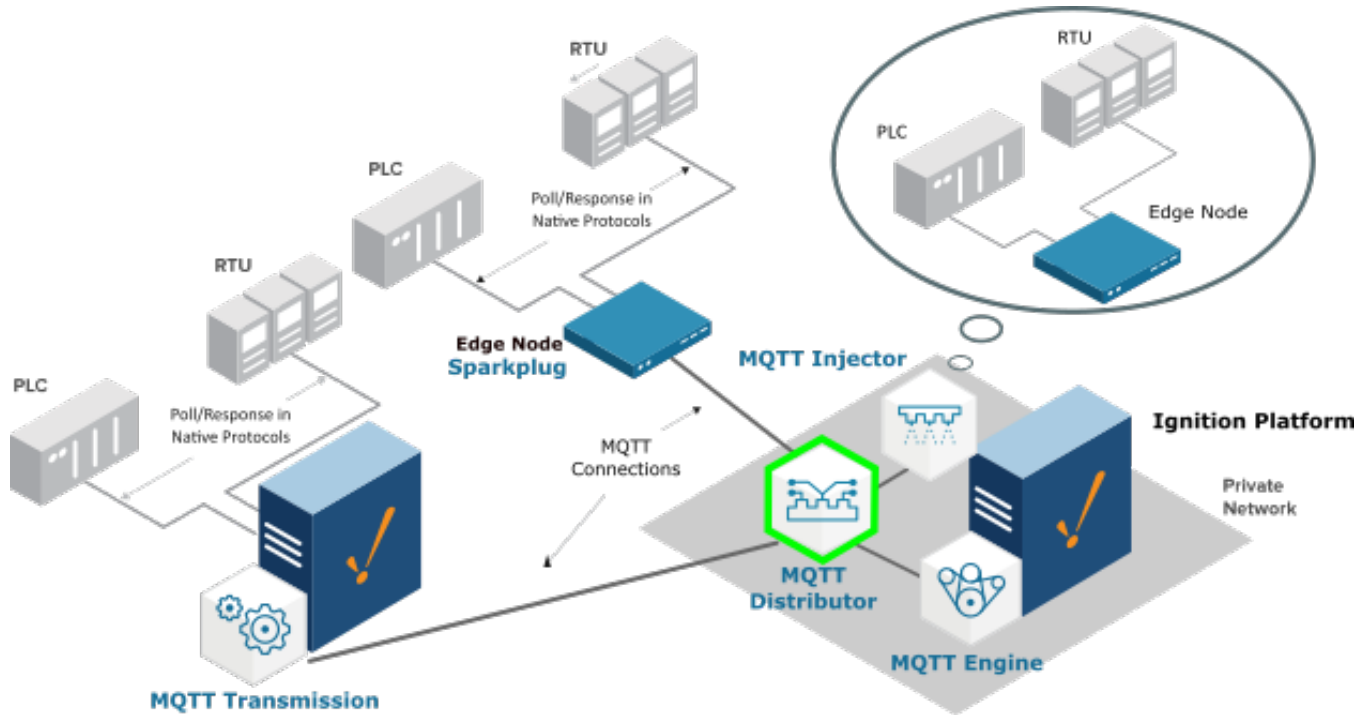 RTU
RTU
PLC
PLC
Poll/Response in
Native Protocols
Edge Node
RTU
Edge Node
Sparkplug
MQTT Injector
PLC
Poll/Response in
Native Protocols
Ignition Platform
MQTT
Connections
Private
Network
MQTT
Distributor
MQTT Engine
MQTT Transmission